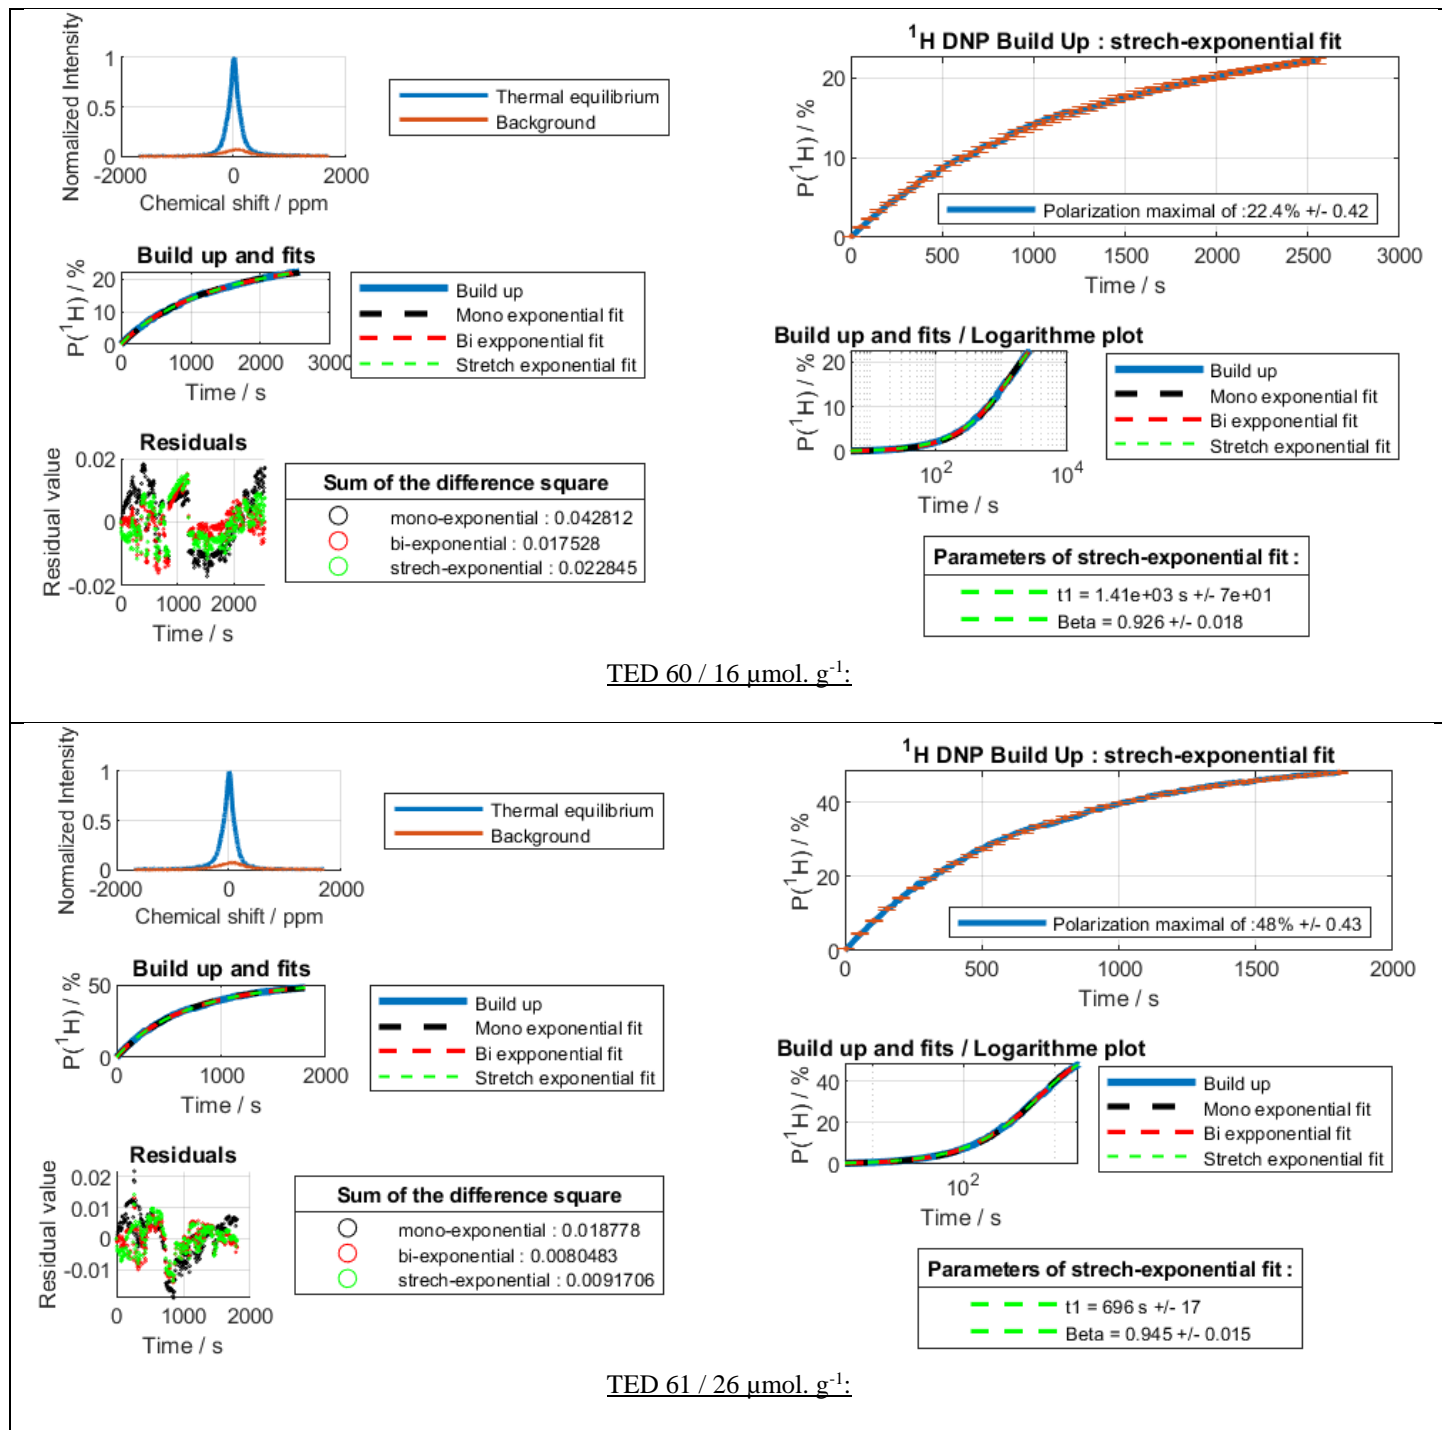 Normalized Intensity
1
0.5
0
-2000
0
2000
Chemical shift / ppm
Thermal equilibrium
Background
¹H DNP Build Up : strech-exponential fit
P(¹H) / %
20
10
0
0
500
1000
1500
2000
2500
3000
Time / s
Polarization maximal of :22.4% +/- 0.42
Build up and fits
P(¹H) / %
20
10
0
0
1000
2000
3000
Time / s
Build up
Mono exponential fit
Bi expponential fit
Stretch exponential fit
Build up and fits / Logarithme plot
P(¹H) / %
20
10
0
10²
10⁴
Time / s
Build up
Mono exponential fit
Bi expponential fit
Stretch exponential fit
Residuals
Residual value
0.02
0
-0.02
0
1000
2000
Time / s
Sum of the difference square
mono-exponential : 0.042812
bi-exponential : 0.017528
strech-exponential : 0.022845
Parameters of strech-exponential fit :
t1 = 1.41e+03 s +/- 7e+01
Beta = 0.926 +/- 0.018
TED 60 / 16 µmol. g⁻¹:
Normalized Intensity
1
0.5
0
-2000
0
2000
Chemical shift / ppm
Thermal equilibrium
Background
¹H DNP Build Up : strech-exponential fit
P(¹H) / %
40
20
0
0
500
1000
1500
2000
Time / s
Polarization maximal of :48% +/- 0.43
Build up and fits
P(¹H) / %
50
0
0
1000
2000
Time / s
Build up
Mono exponential fit
Bi expponential fit
Stretch exponential fit
Build up and fits / Logarithme plot
P(¹H) / %
40
20
0
10²
Time / s
Build up
Mono exponential fit
Bi expponential fit
Stretch exponential fit
Residuals
Residual value
0.02
0.01
0
-0.01
0
1000
2000
Time / s
Sum of the difference square
mono-exponential : 0.018778
bi-exponential : 0.0080483
strech-exponential : 0.0091706
Parameters of strech-exponential fit :
t1 = 696 s +/- 17
Beta = 0.945 +/- 0.015
TED 61 / 26 µmol. g⁻¹: